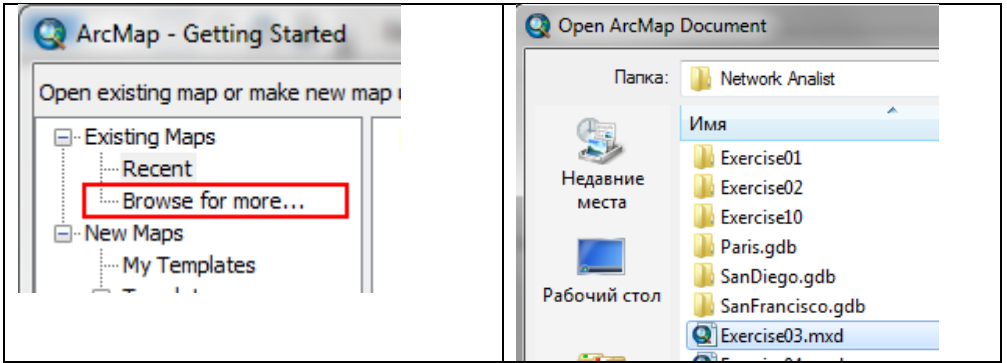 ArcMap - Getting Started
Open existing map or make new map
Existing Maps
Recent
Browse for more...
New Maps
My Templates
Open ArcMap Document
Папка:
Network Analist
Имя
Недавние
места
Рабочий стол
Exercise01
Exercise02
Exercise10
Paris.gdb
SanDiego.gdb
SanFrancisco.gdb
Exercise03.mxd